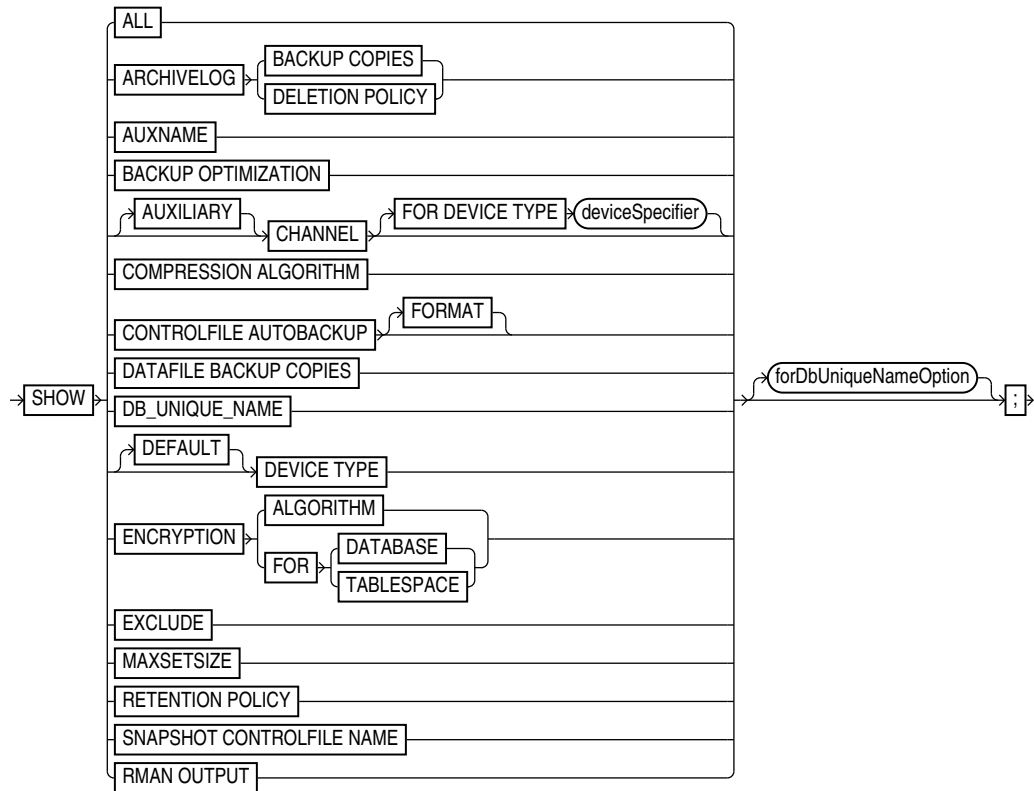 ALL
ARCHIVELOG
BACKUP COPIES
DELETION POLICY
AUXNAME
BACKUP OPTIMIZATION
AUXILIARY
CHANNEL
FOR DEVICE TYPE
deviceSpecifier
COMPRESSION ALGORITHM
CONTROLFILE AUTOBACKUP
FORMAT
DATAFILE BACKUP COPIES
SHOW
DB_UNIQUE_NAME
forDbUniqueNameOption
;
DEFAULT
DEVICE TYPE
ENCRYPTION
ALGORITHM
FOR
DATABASE
TABLESPACE
EXCLUDE
MAXSETSIZE
RETENTION POLICY
SNAPSHOT CONTROLFILE NAME
RMAN OUTPUT